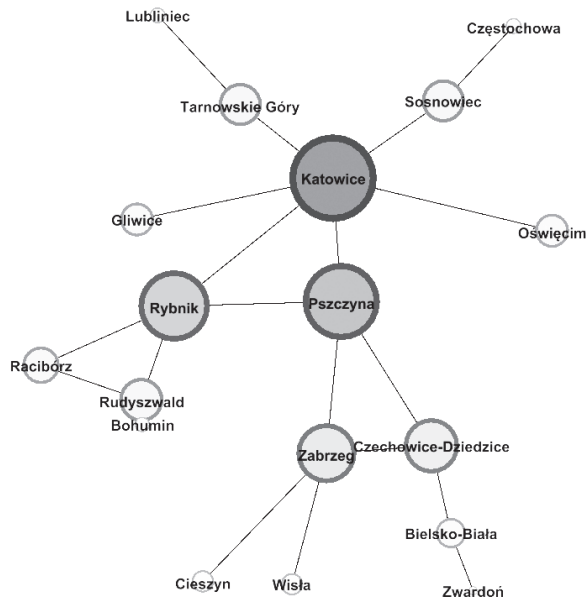 Lubliniec
Częstochowa
Tarnowskie Góry
Sosnowiec
Katowice
Gliwice
Oświęcim
Rybnik
Pszczyna
Racibórz
Rudyszwald
Bohumin
Zabrzeg
Czechowice-Dziedzice
Bielsko-Biała
Cieszyn
Wisła
Zwardoń